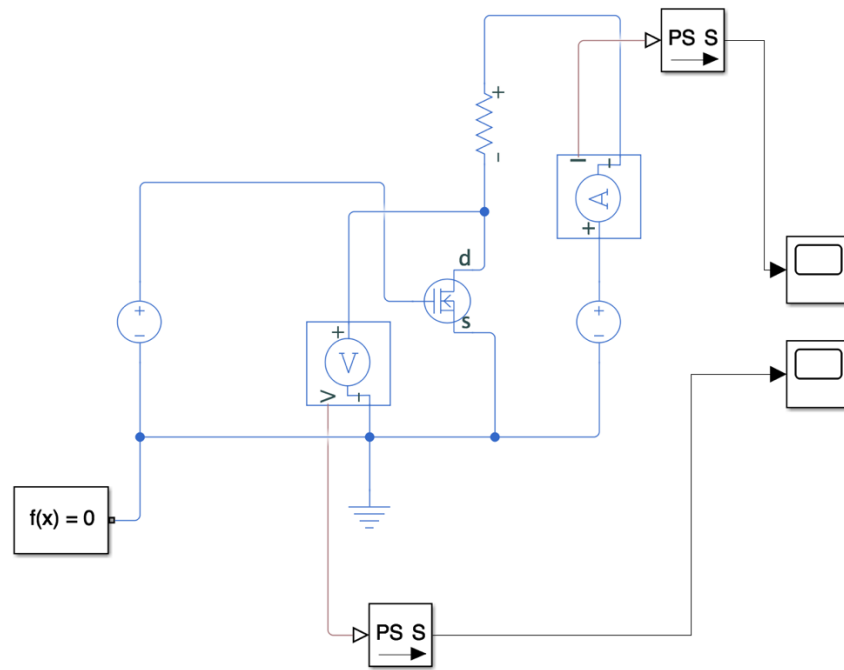 PS S
+
-
I
-
A
+
d
s
+
-
+
-
+
V
V
-
f(x) = 0
PS S